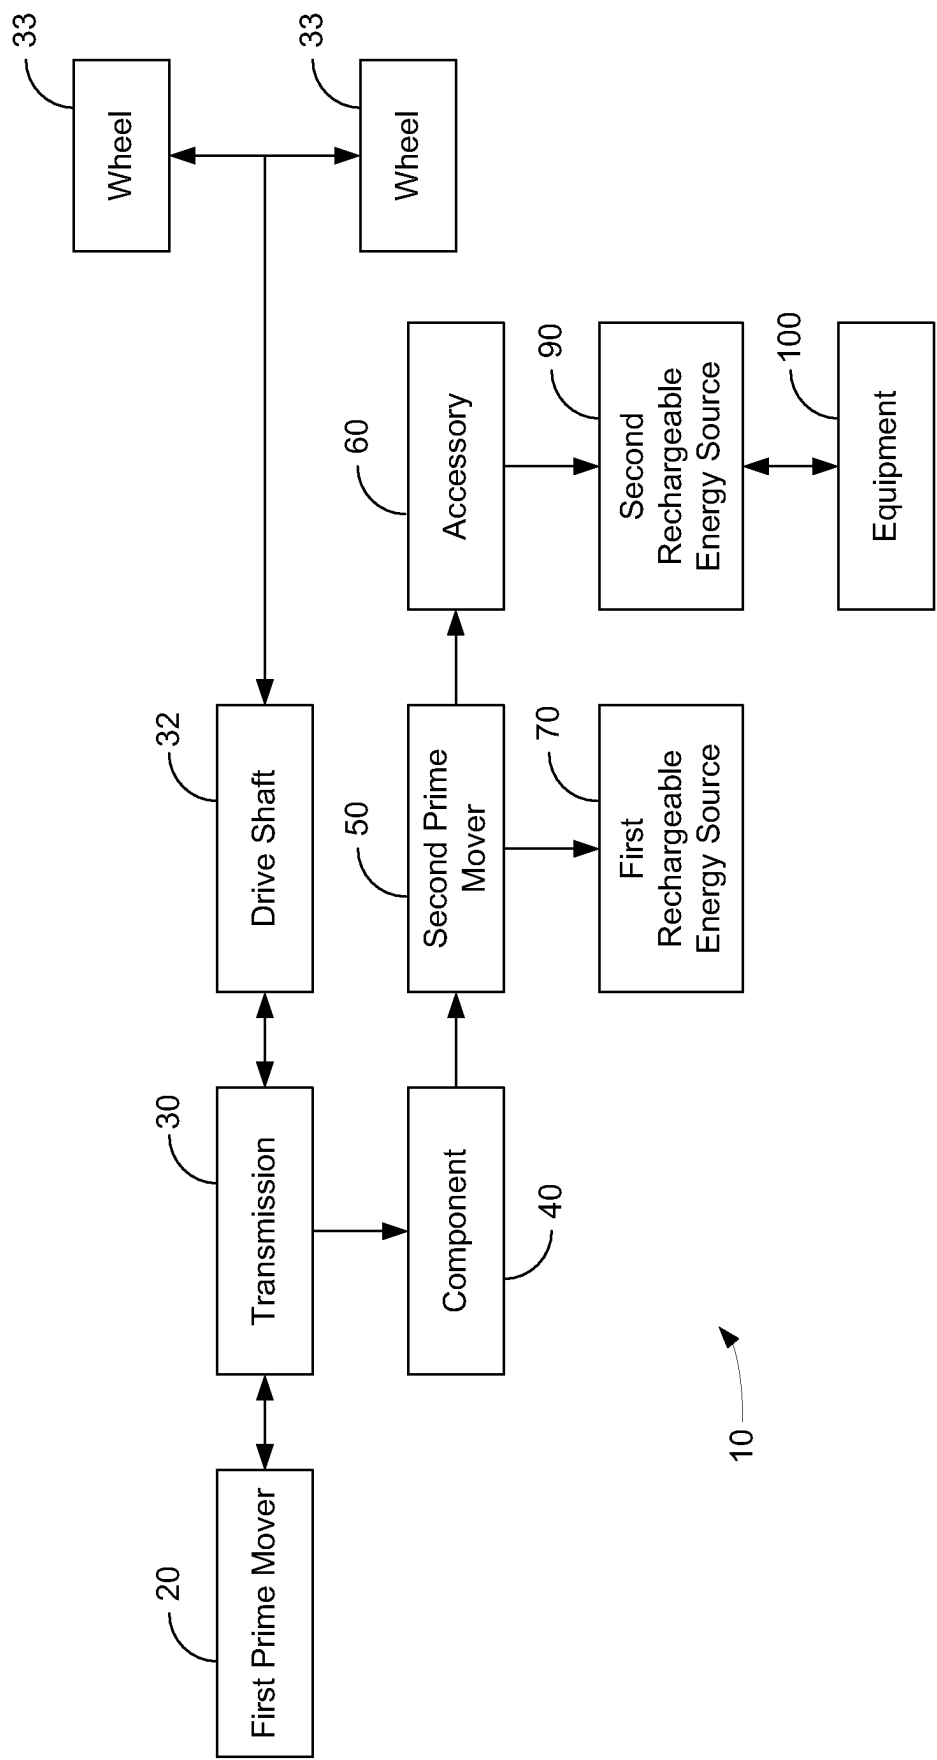 33
Wheel
33
Wheel
20
First Prime Mover
30
Transmission
32
Drive Shaft
40
Component
50
Second Prime
Mover
60
Accessory
70
First
Rechargeable
Energy Source
90
Second
Rechargeable
Energy Source
100
Equipment
10